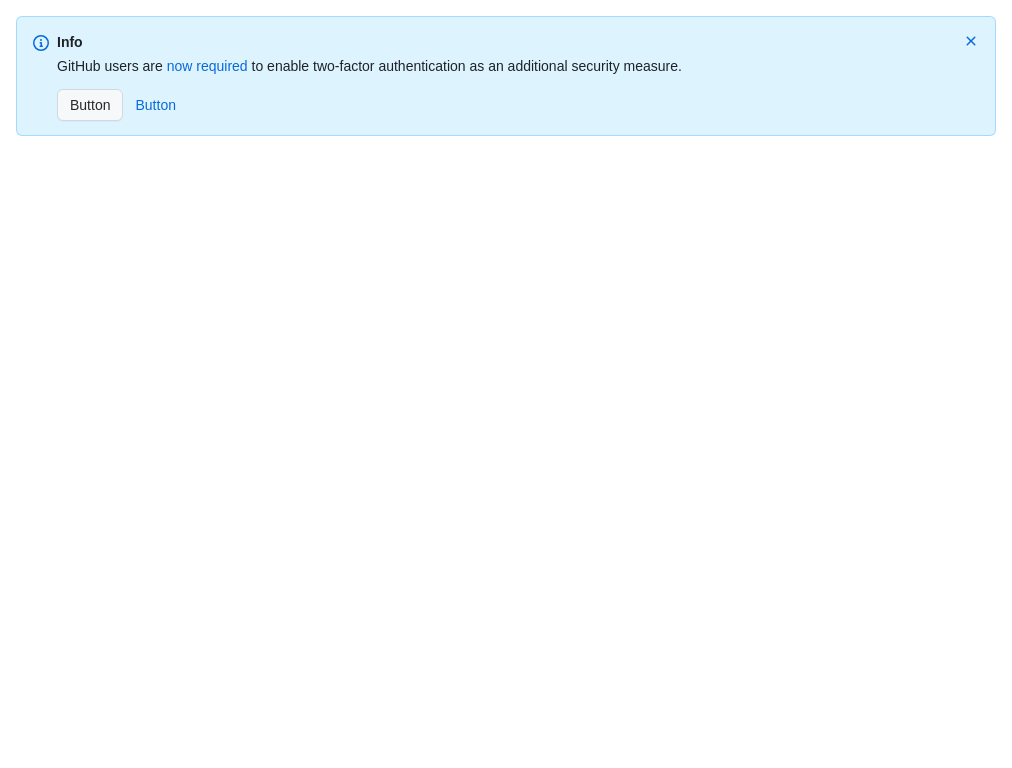 Info
GitHub users are now required to enable two-factor authentication as an additional security measure.
Button Button